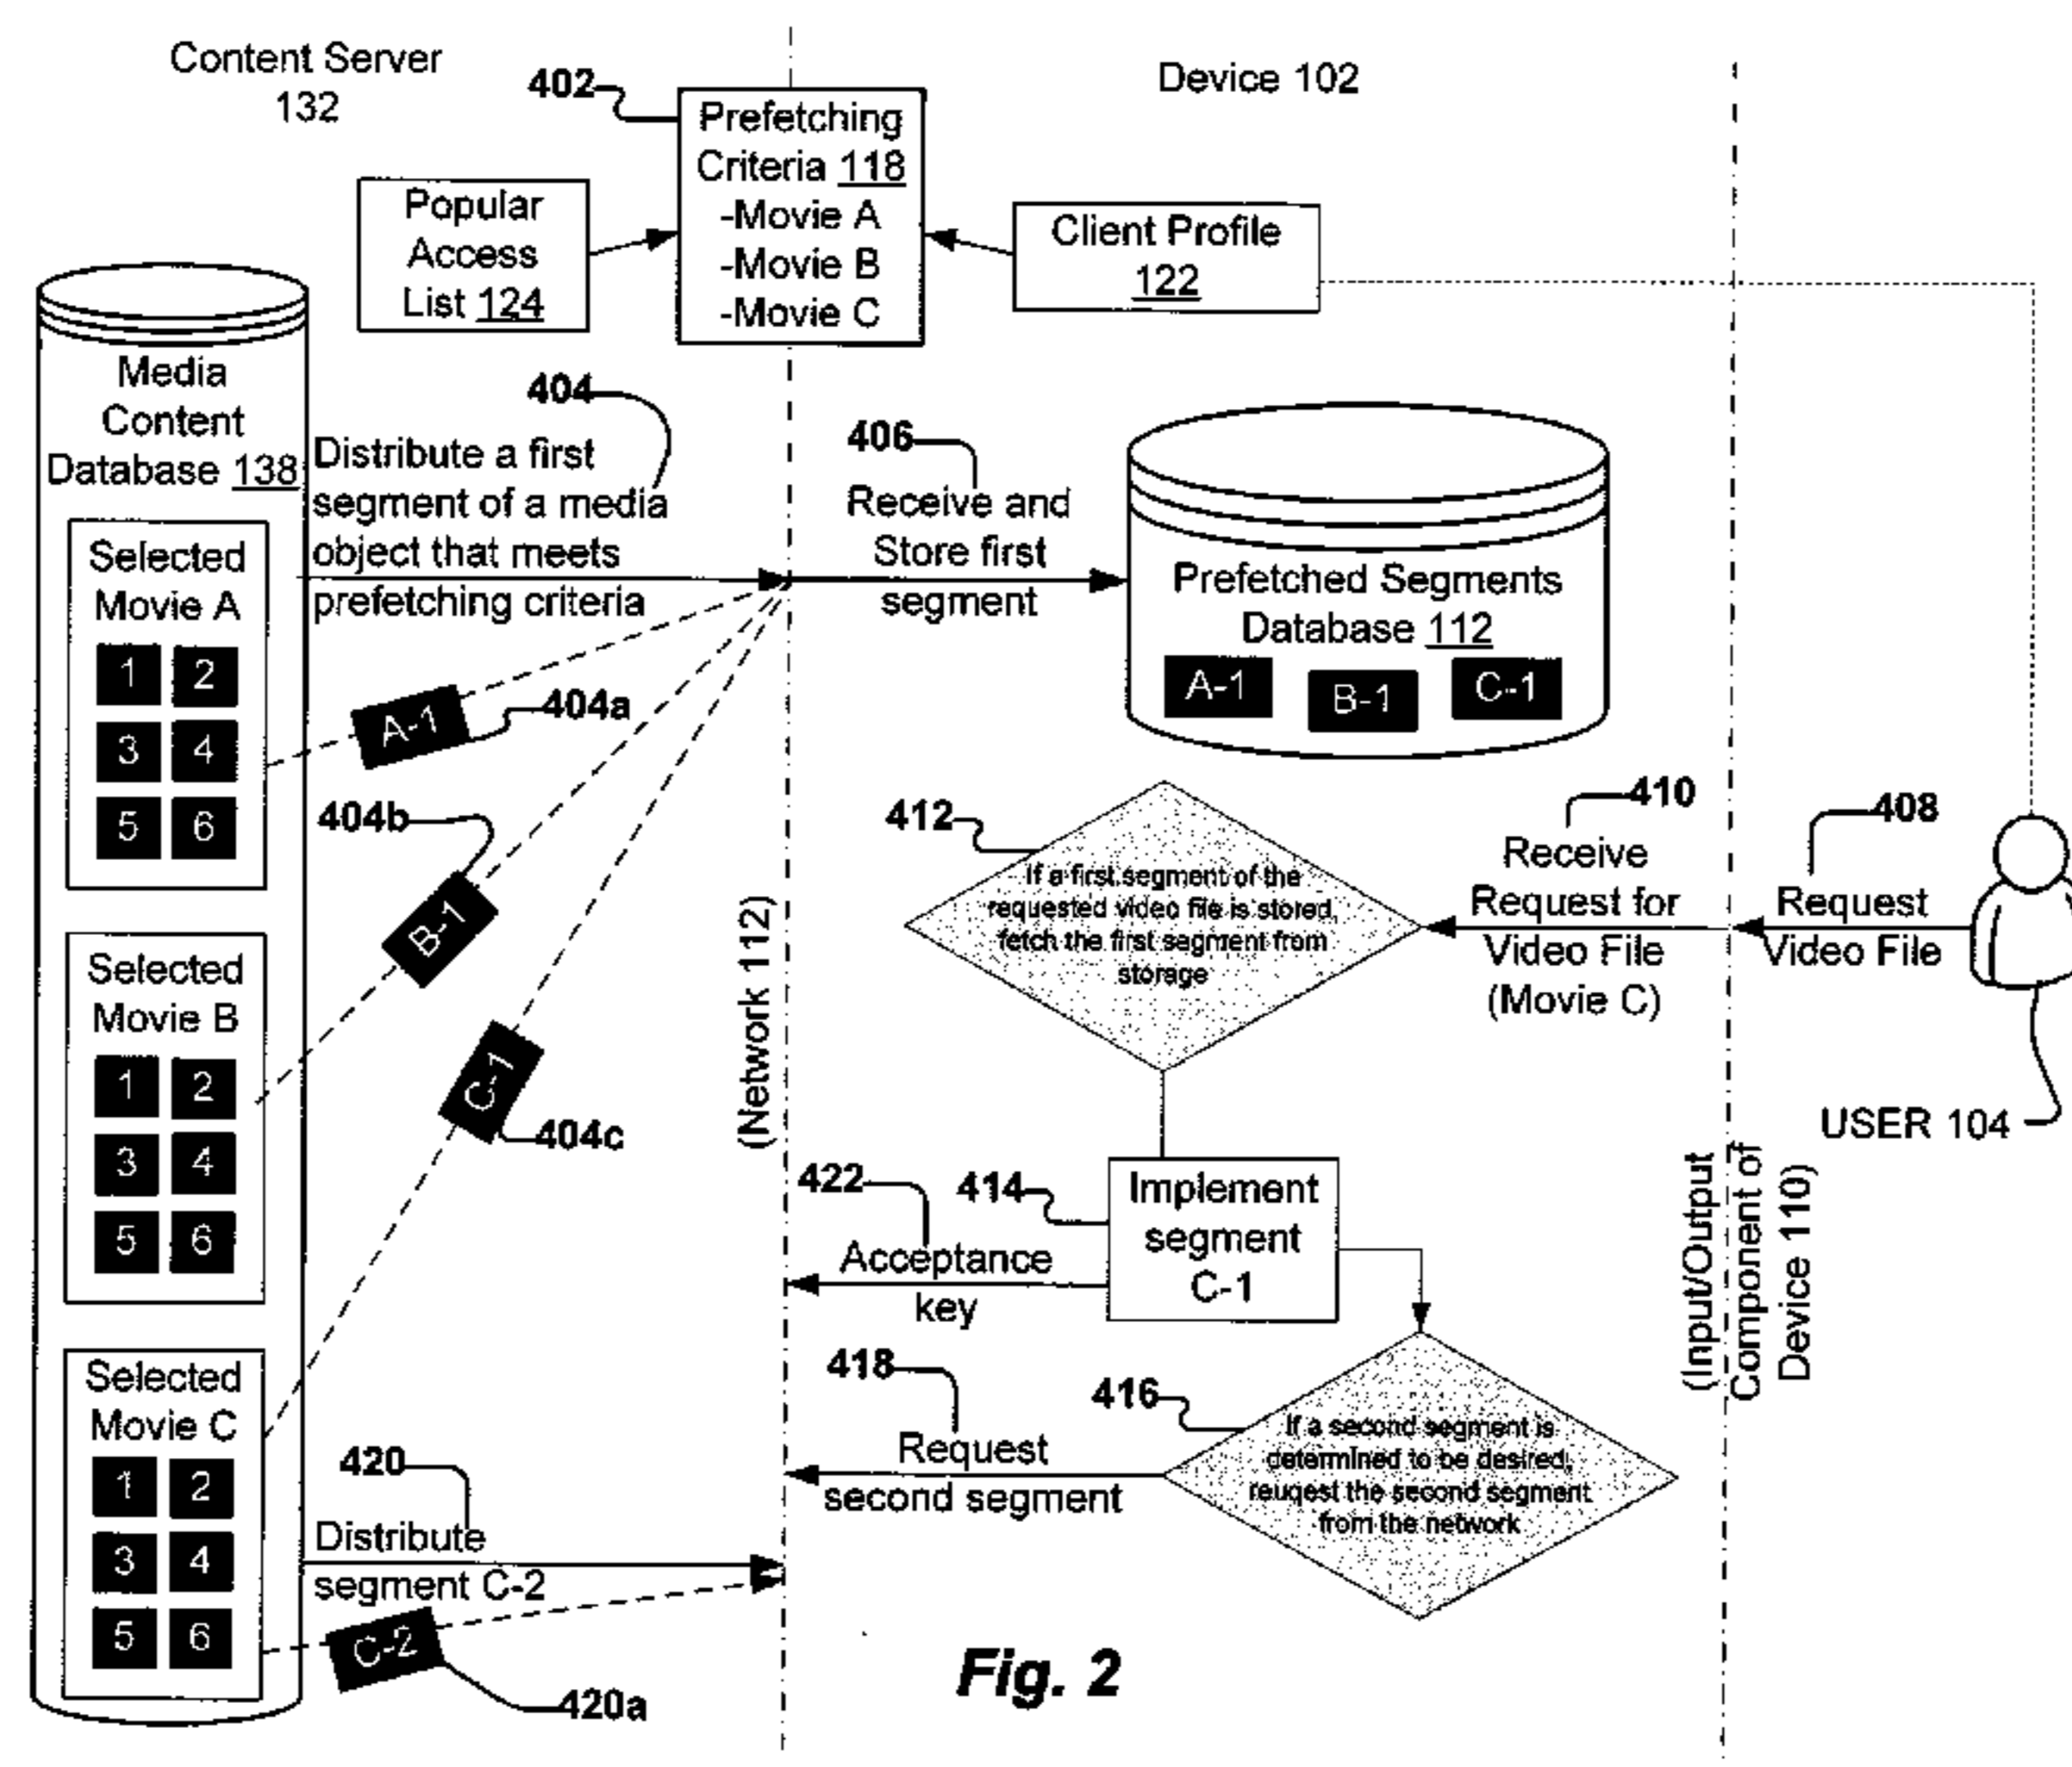 Content Server
132
402
Prefetching
Criteria 118
-Movie A
-Movie B
-Movie C
Device 102
Popular
Access
List 124
Client Profile
122
Media
Content
Database 138
404
Distribute a first
segment of a media
object that meets
prefetching criteria
406
Receive and
Store first
segment
Prefetched Segments
Database 112
A-1
B-1
C-1
Selected
Movie A
1 2
3 4
5 6
A-1
404a
404b
B-1
C-1
404c
Selected
Movie B
1 2
3 4
5 6
(Network 112)
412
If a first segment of the
requested video file is stored,
fetch the first segment from
storage
410
Receive
Request for
Video File
(Movie C)
408
Request
Video File
USER 104
(Input/Output
Component of
Device 110)
422
Acceptance
key
414
Implement
segment
C-1
418
Request
second segment
416
If a second segment is
determined to be desired,
reuqest the second segment
from the network
Selected
Movie C
1 2
3 4
5 6
420
Distribute
segment C-2
C-2
420a
Fig. 2